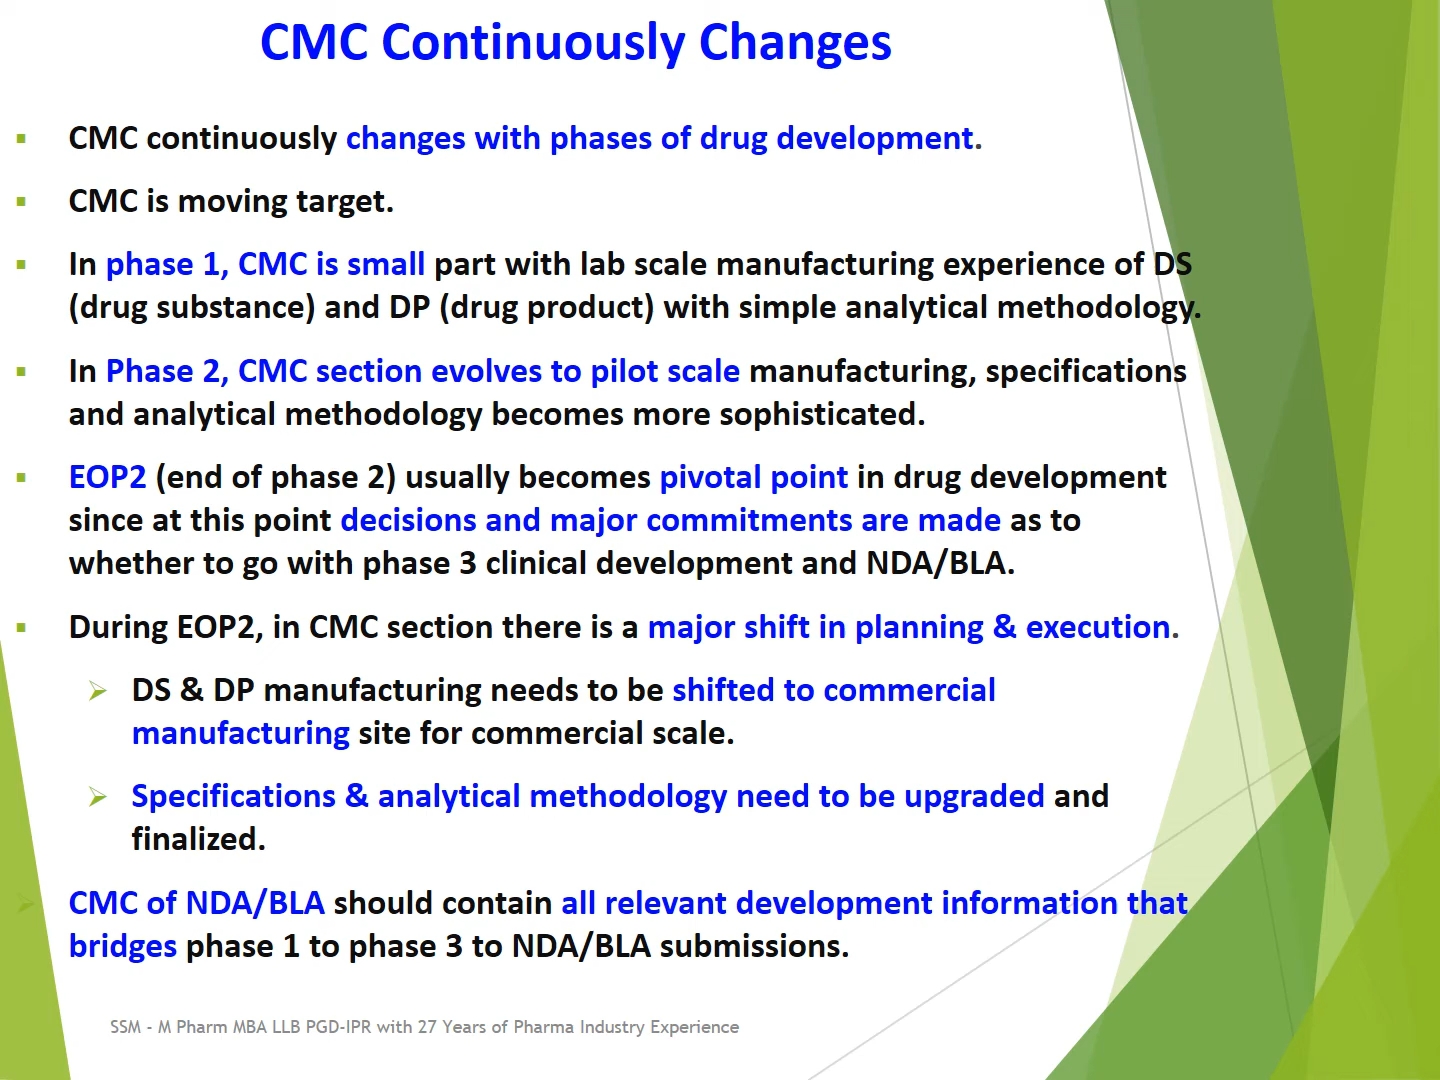 CMC Continuously Changes
CMC continuously changes with phases of drug development.
CMC is moving target.
In phase 1, CMC is small part with lab scale manufacturing experience of DS
(drug substance) and DP (drug product) with simple analytical methodology.
In Phase 2, CMC section evolves to pilot scale manufacturing, specifications
and analytical methodology becomes more sophisticated.
EOP2 (end of phase 2) usually becomes pivotal point in drug development
since at this point decisions and major commitments are made as to
whether to go with phase 3 clinical development and NDA/BLA.
During EOP2, in CMC section there is a major shift in planning & execution.
DS & DP manufacturing needs to be shifted to commercial
manufacturing site for commercial scale.
Specifications & analytical methodology need to be upgraded and
finalized.
CMC of NDA/BLA should contain all relevant development information that
bridges phase 1 to phase 3 to NDA/BLA submissions.
SSM - M Pharm MBA LLB PGD-IPR with 27 Years of Pharma Industry Experience